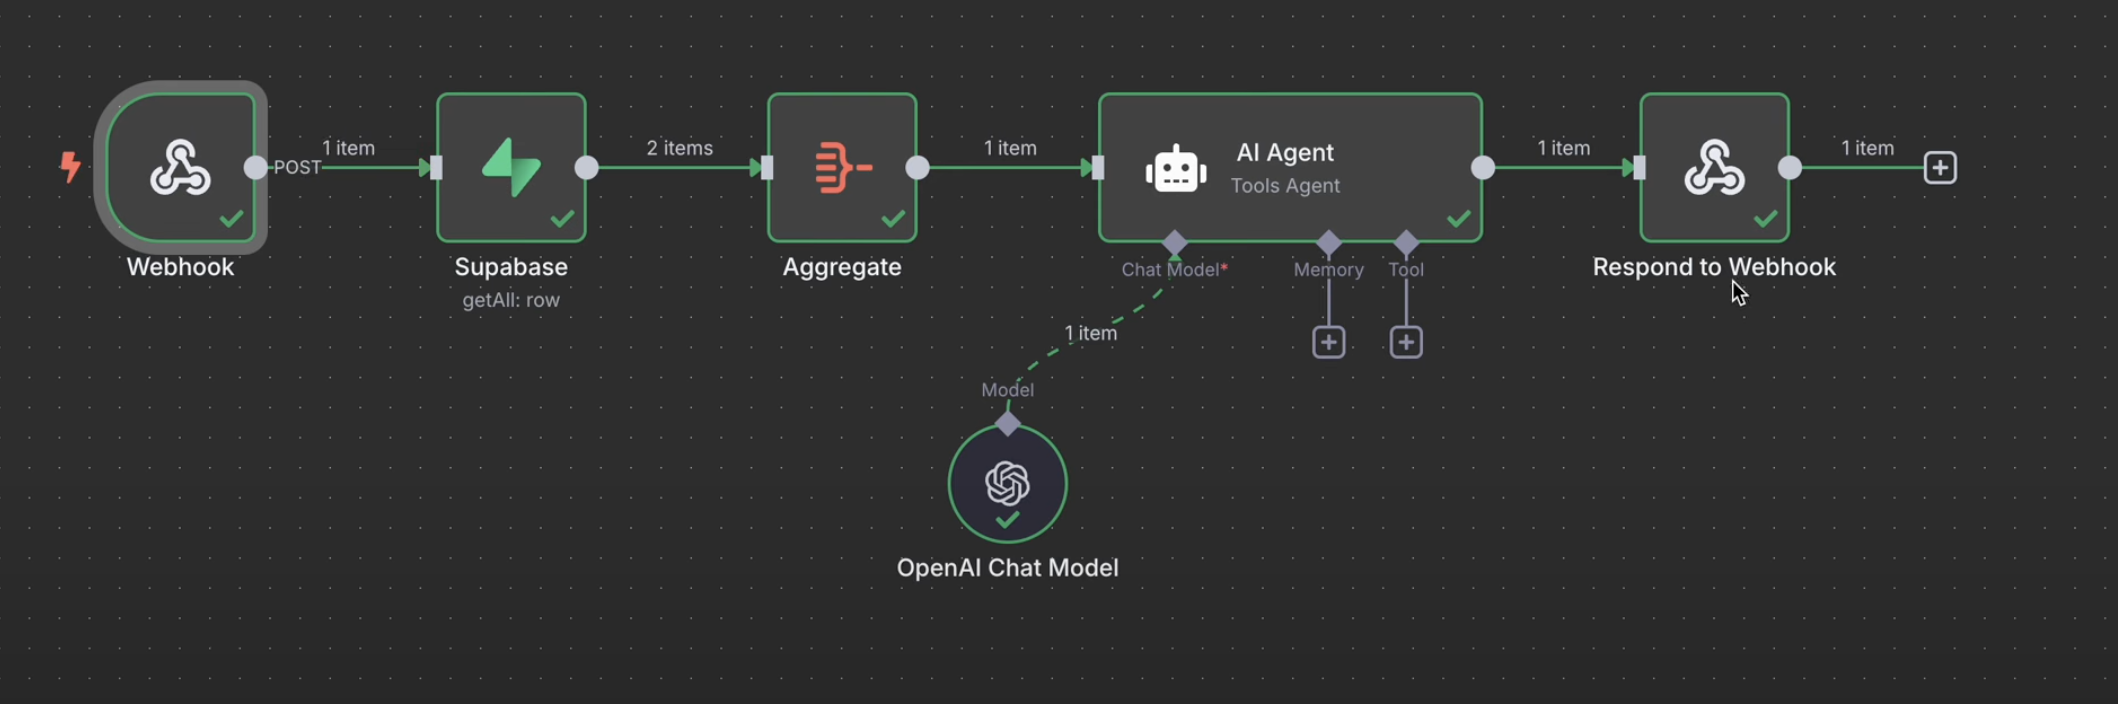 POST
1 item
2 items
1 item
AI Agent
Tools Agent
1 item
1 item
Webhook
Supabase
getAll: row
Aggregate
Chat Model*
Memory
Tool
Respond to Webhook
1 item
Model
OpenAI Chat Model